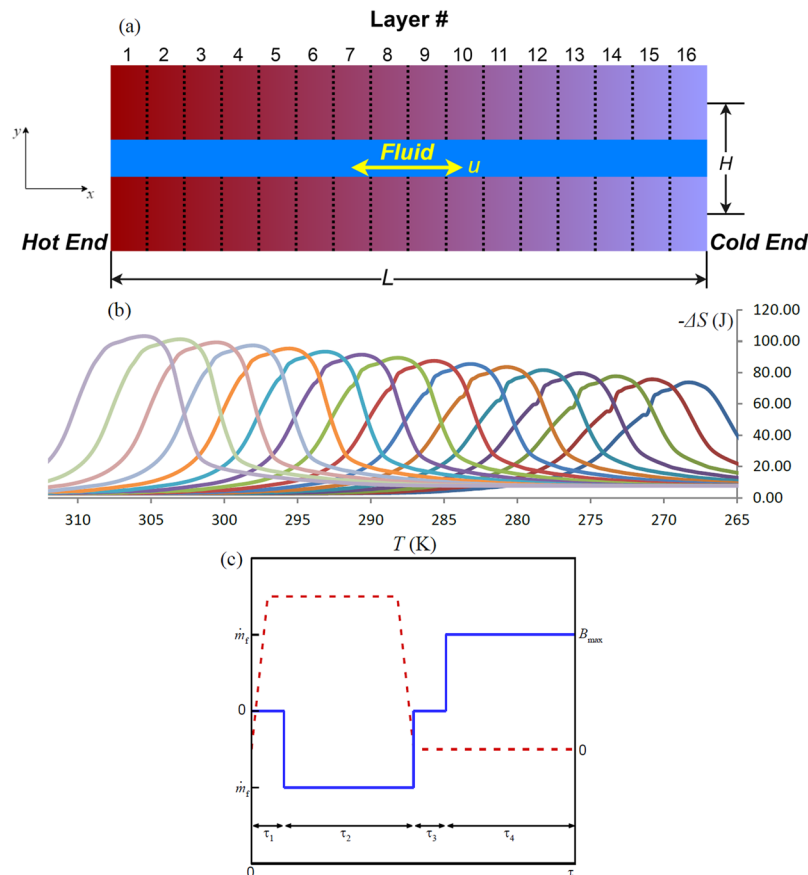 (a)
Layer #
1 2 3 4 5 6 7 8 9 10 11 12 13 14 15 16
y
x
Fluid
u
H
Hot End
Cold End
L
(b)
-ΔS (J)
120.00
100.00
80.00
60.00
40.00
20.00
0.00
310 305 300 295 290 285 280 275 270 265
T (K)
(c)
ṁf
Bmax
0
0
ṁf
τ1 τ2 τ3 τ4
0
τ